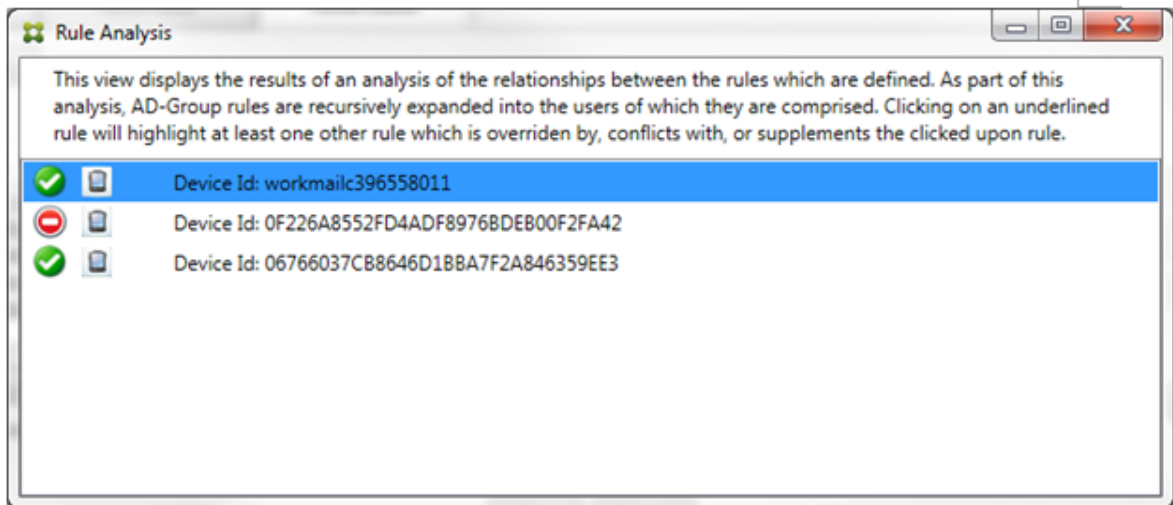 Rule Analysis
This view displays the results of an analysis of the relationships between the rules which are defined. As part of this
analysis, AD-Group rules are recursively expanded into the users of which they are comprised. Clicking on an underlined
rule will highlight at least one other rule which is overriden by, conflicts with, or supplements the clicked upon rule.
Device Id: workmailc396558011
Device Id: 0F226A8552FD4ADF8976BDEB00F2FA42
Device Id: 06766037CB8646D1BBA7F2A846359EE3